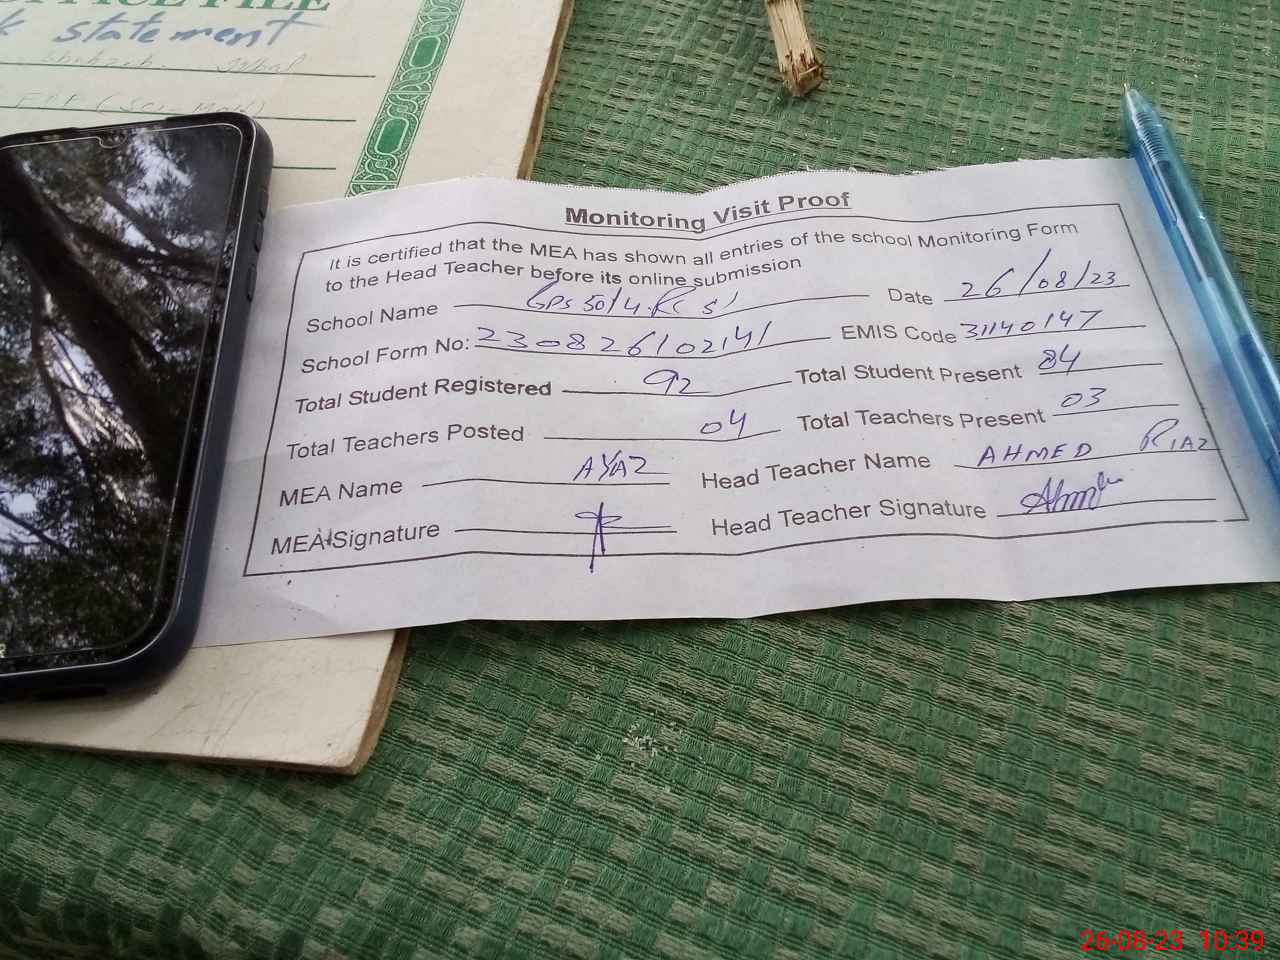 OFFICE FILE
k statement
Monitoring Visit Proof
It is certified that the MEA has shown all entries of the school Monitoring Form
to the Head Teacher before its online submission
School Name GPS 50/4.R Date 26/08/23
School Form No: 230826102141 EMIS Code 31140147
Total Student Registered 92 Total Student Present 84
Total Teachers Posted 04 Total Teachers Present 03
MEA Name AYAZ Head Teacher Name AHMED RIAZ
MEA Signature Head Teacher Signature
26-08-23 10:39